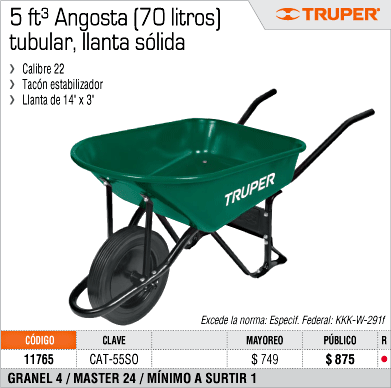 5 ft³ Angosta (70 litros)
tubular, llanta sólida
TRUPER®
Calibre 22
Tacón estabilizador
Llanta de 14" x 3"
TRUPER
Excede la norma: Especif. Federal: KKK-W-291f
CÓDIGO CLAVE MAYOREO PÚBLICO R
11765 CAT-55SO $ 749 $ 875
GRANEL 4 / MASTER 24 / MÍNIMO A SURTIR 1